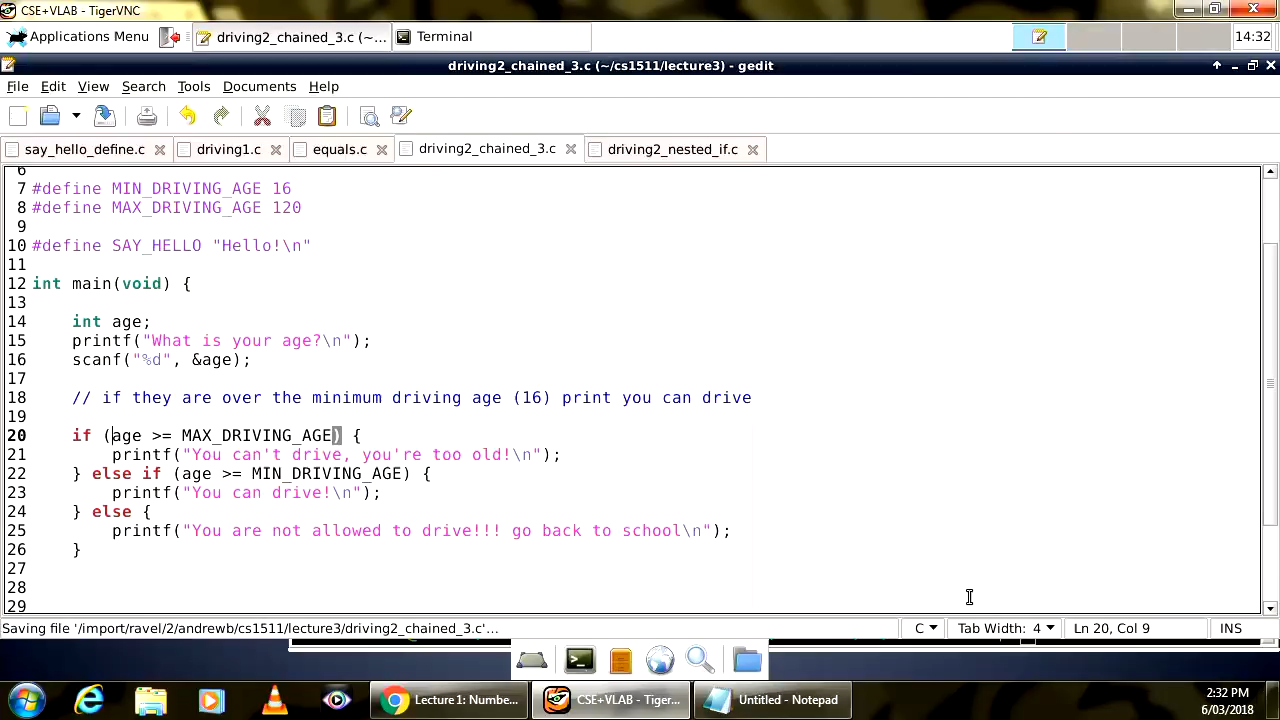 CSE+VLAB - TigerVNC
Applications Menu
driving2_chained_3.c (~...
Terminal
14:32
driving2_chained_3.c (~/cs1511/lecture3) - gedit
File Edit View Search Tools Documents Help
say_hello_define.c
driving1.c
equals.c
driving2_chained_3.c
driving2_nested_if.c
6
7 #define MIN_DRIVING_AGE 16
8 #define MAX_DRIVING_AGE 120
9
10 #define SAY_HELLO "Hello!\n"
11
12 int main(void) {
13
14     int age;
15     printf("What is your age?\n");
16     scanf("%d", &age);
17
18     // if they are over the minimum driving age (16) print you can drive
19
20     if (age >= MAX_DRIVING_AGE) {
21         printf("You can't drive, you're too old!\n");
22     } else if (age >= MIN_DRIVING_AGE) {
23         printf("You can drive!\n");
24     } else {
25         printf("You are not allowed to drive!!! go back to school\n");
26     }
27
28
29
Saving file '/import/ravel/2/andrewb/cs1511/lecture3/driving2_chained_3.c'...
C
Tab Width: 4
Ln 20, Col 9
INS
Lecture 1: Numbe...
CSE+VLAB - Tiger...
Untitled - Notepad
2:32 PM
6/03/2018